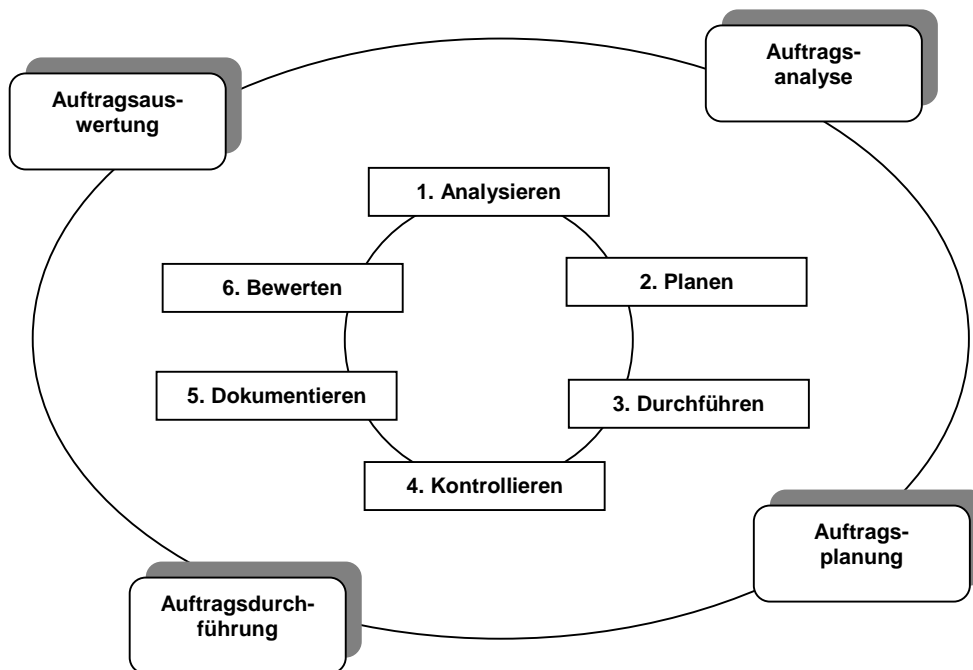 Auftrags-
analyse
Auftragsaus-
wertung
1. Analysieren
6. Bewerten
2. Planen
5. Dokumentieren
3. Durchführen
4. Kontrollieren
Auftrags-
planung
Auftragsdurch-
führung